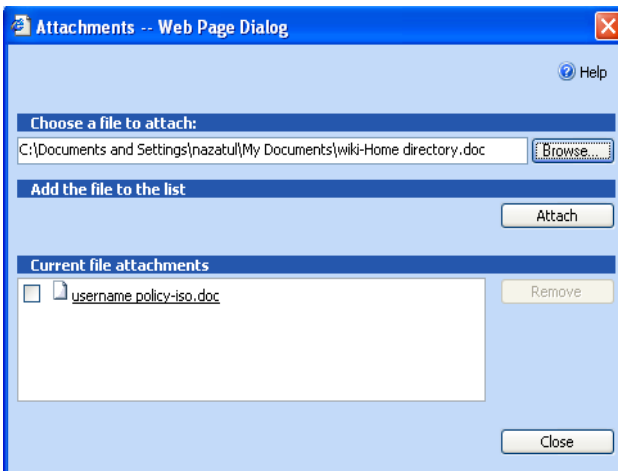 Attachments -- Web Page Dialog
Help
Choose a file to attach:
C:\Documents and Settings\nazatul\My Documents\wiki-Home directory.doc
Browse...
Add the file to the list
Attach
Current file attachments
username policy-iso.doc
Remove
Close